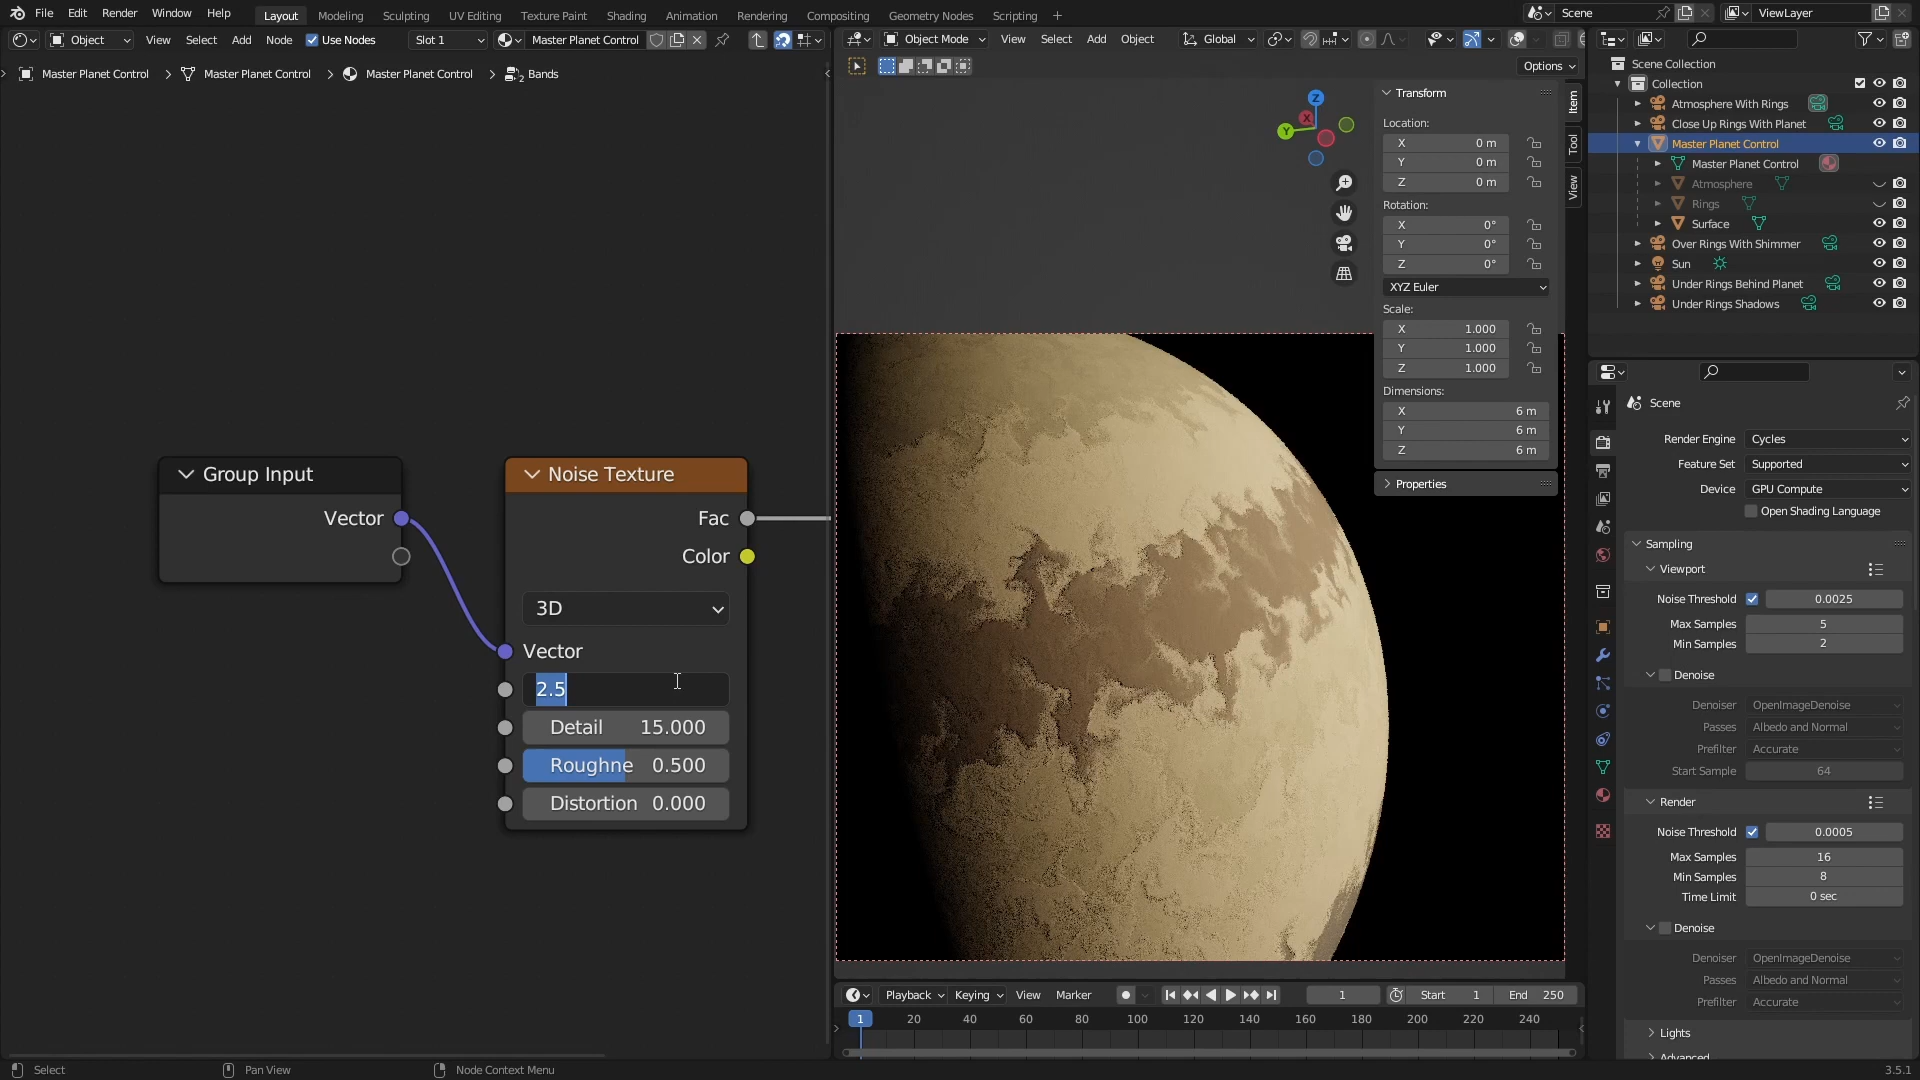 File Edit Render Window Help Layout Modeling Sculpting UV Editing Texture Paint Shading Animation Rendering Compositing Geometry Nodes Scripting + Scene ViewLayer
Object View Select Add Node Use Nodes Slot 1 Master Planet Control
Master Planet Control > Master Planet Control > Master Planet Control > Bands
Object Mode View Select Add Object Global
Options
Group Input
Vector
Noise Texture
Fac
Color
3D
Vector
2.5
Detail 15.000
Roughne 0.500
Distortion 0.000
Z
X
Y
Transform
Location:
X 0 m
Y 0 m
Z 0 m
Rotation:
X 0°
Y 0°
Z 0°
XYZ Euler
Scale:
X 1.000
Y 1.000
Z 1.000
Dimensions:
X 6 m
Y 6 m
Z 6 m
Properties
Item
Tool
View
Playback Keying View Marker 1 Start 1 End 250
1 20 40 60 80 100 120 140 160 180 200 220 240
Scene Collection
Collection
Atmosphere With Rings
Close Up Rings With Planet
Master Planet Control
Master Planet Control
Atmosphere
Rings
Surface
Over Rings With Shimmer
Sun
Under Rings Behind Planet
Under Rings Shadows
Scene
Render Engine Cycles
Feature Set Supported
Device GPU Compute
Open Shading Language
Sampling
Viewport
Noise Threshold 0.0025
Max Samples 5
Min Samples 2
Denoise
Denoiser OpenImageDenoise
Passes Albedo and Normal
Prefilter Accurate
Start Sample 64
Render
Noise Threshold 0.0005
Max Samples 16
Min Samples 8
Time Limit 0 sec
Denoise
Denoiser OpenImageDenoise
Passes Albedo and Normal
Prefilter Accurate
Lights
Advanced
Select Pan View Node Context Menu 3.5.1